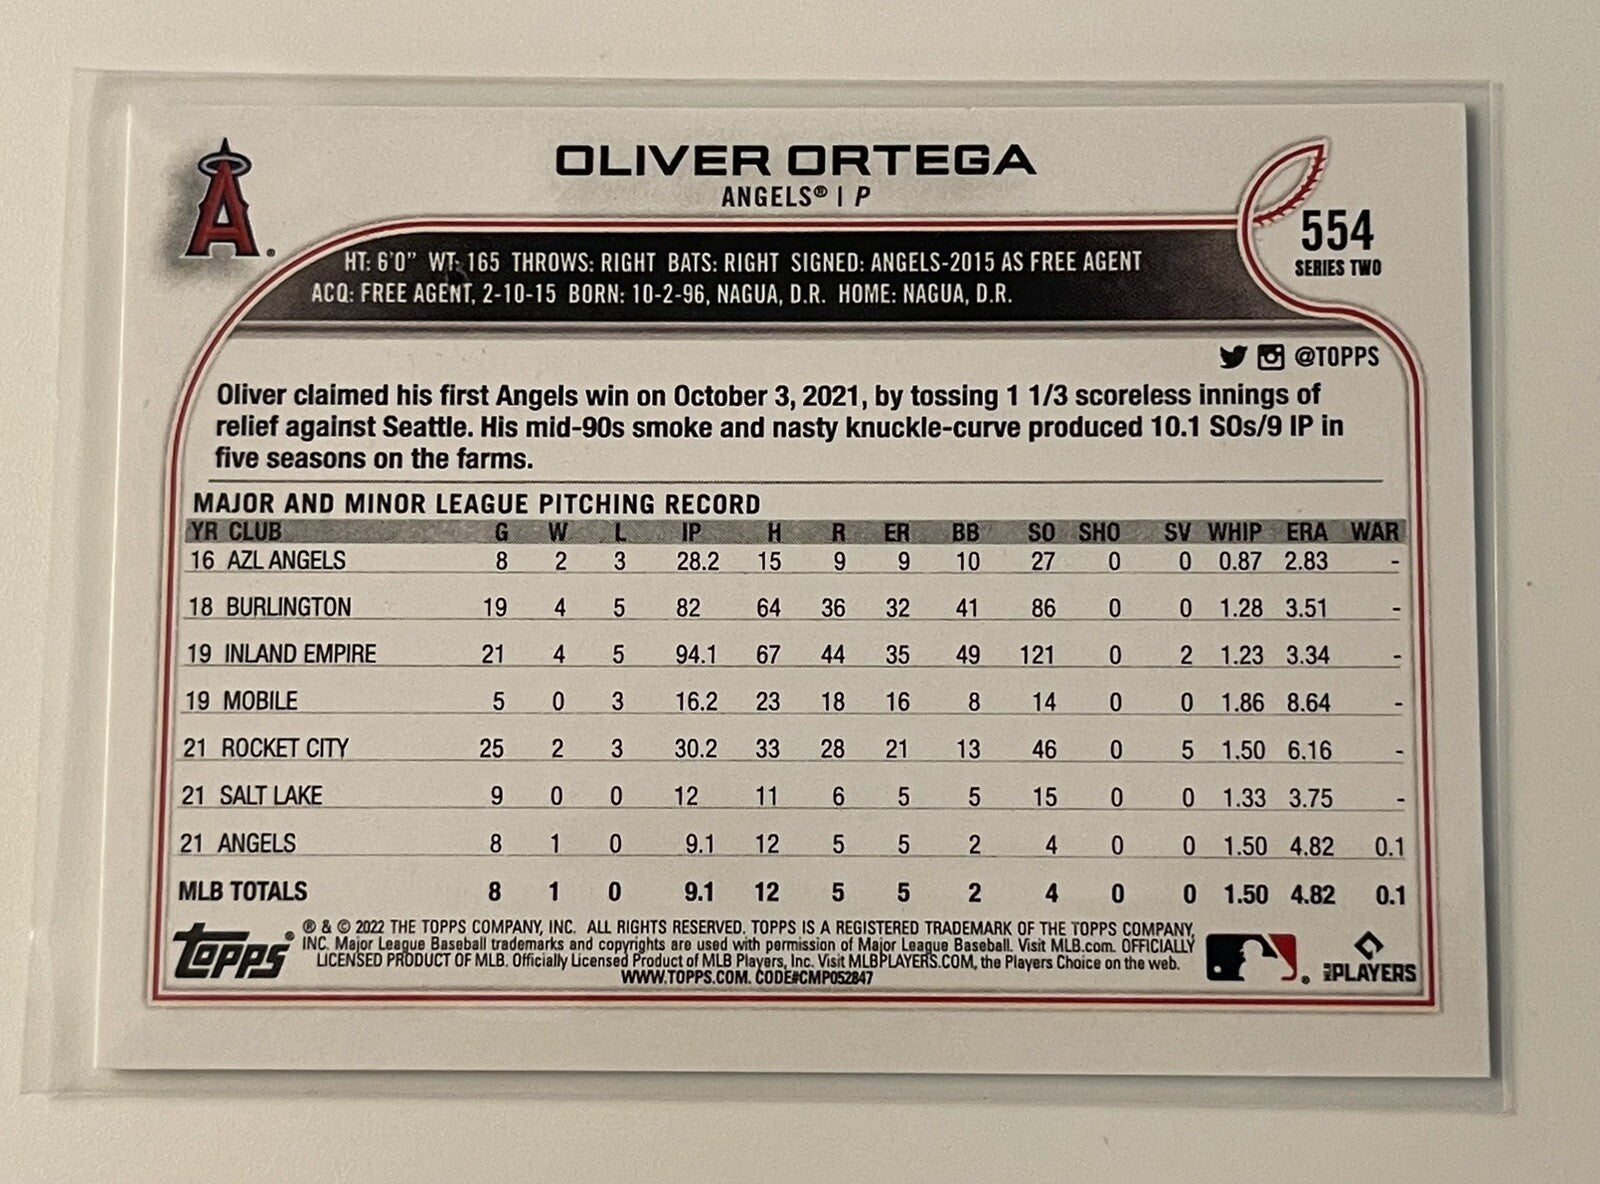 A
OLIVER ORTEGA
ANGELS® | P
554
SERIES TWO
HT: 6'0" WT: 165 THROWS: RIGHT BATS: RIGHT SIGNED: ANGELS-2015 AS FREE AGENT
ACQ: FREE AGENT, 2-10-15 BORN: 10-2-96, NAGUA, D.R. HOME: NAGUA, D.R.
@TOPPS
Oliver claimed his first Angels win on October 3, 2021, by tossing 1 1/3 scoreless innings of
relief against Seattle. His mid-90s smoke and nasty knuckle-curve produced 10.1 SOs/9 IP in
five seasons on the farms.
MAJOR AND MINOR LEAGUE PITCHING RECORD
YR CLUB G W L IP H R ER BB SO SHO SV WHIP ERA WAR
16 AZL ANGELS 8 2 3 28.2 15 9 9 10 27 0 0 0.87 2.83 -
18 BURLINGTON 19 4 5 82 64 36 32 41 86 0 0 1.28 3.51 -
19 INLAND EMPIRE 21 4 5 94.1 67 44 35 49 121 0 2 1.23 3.34 -
19 MOBILE 5 0 3 16.2 23 18 16 8 14 0 0 1.86 8.64 -
21 ROCKET CITY 25 2 3 30.2 33 28 21 13 46 0 5 1.50 6.16 -
21 SALT LAKE 9 0 0 12 11 6 5 5 15 0 0 1.33 3.75 -
21 ANGELS 8 1 0 9.1 12 5 5 2 4 0 0 1.50 4.82 0.1
MLB TOTALS 8 1 0 9.1 12 5 5 2 4 0 0 1.50 4.82 0.1
Topps®
® & © 2022 THE TOPPS COMPANY, INC. ALL RIGHTS RESERVED. TOPPS IS A REGISTERED TRADEMARK OF THE TOPPS COMPANY,
INC. Major League Baseball trademarks and copyrights are used with permission of Major League Baseball. Visit MLB.com. OFFICIALLY
LICENSED PRODUCT OF MLB. Officially Licensed Product of MLB Players, Inc. Visit MLBPLAYERS.COM, the Players Choice on the web.
WWW.TOPPS.COM. CODE#CMP052847
PLAYERS